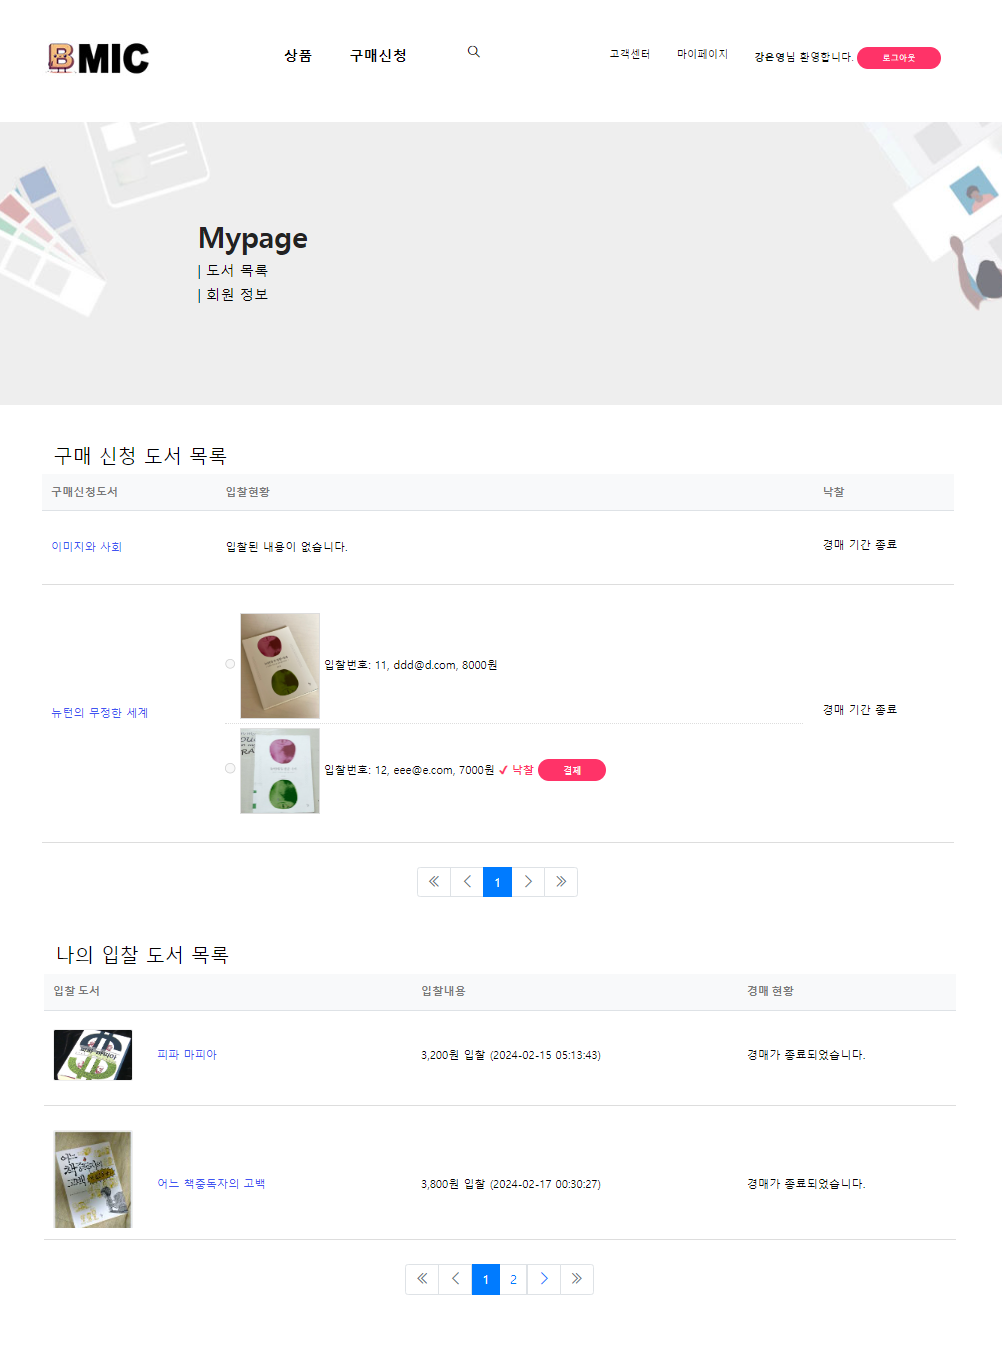 BMIC
상품 구매신청 고객센터 마이페이지 강은영님 환영합니다. 로그아웃
Mypage
| 도서 목록
| 회원 정보
구매 신청 도서 목록
구매신청도서 입찰현황 낙찰
이미지와 사회 입찰된 내용이 없습니다. 경매 기간 종료
입찰번호: 11, ddd@d.com, 8000원
뉴턴의 무정한 세계 경매 기간 종료
입찰번호: 12, eee@e.com, 7000원 ✔ 낙찰 결제
« < 1 > »
나의 입찰 도서 목록
입찰 도서 입찰내용 경매 현황
피파 마피아 3,200원 입찰 (2024-02-15 05:13:43) 경매가 종료되었습니다.
어느 책중독자의 고백 3,800원 입찰 (2024-02-17 00:30:27) 경매가 종료되었습니다.
« < 1 2 > »